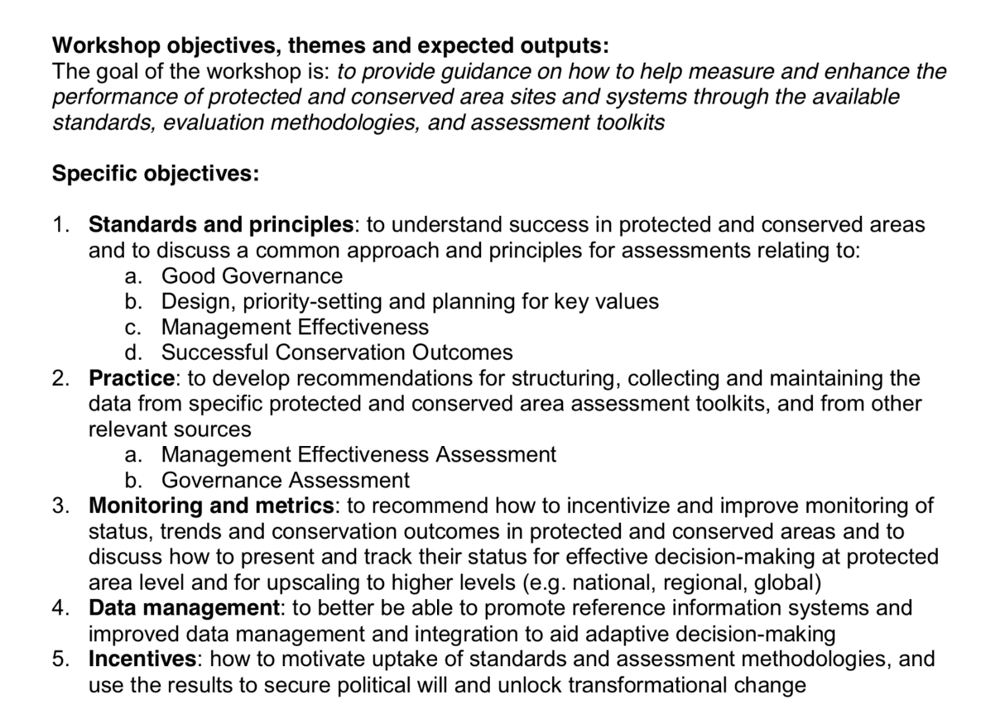 Workshop objectives, themes and expected outputs:
The goal of the workshop is: to provide guidance on how to help measure and enhance the
performance of protected and conserved area sites and systems through the available
standards, evaluation methodologies, and assessment toolkits
Specific objectives:
1. Standards and principles: to understand success in protected and conserved areas
and to discuss a common approach and principles for assessments relating to:
a. Good Governance
b. Design, priority-setting and planning for key values
c. Management Effectiveness
d. Successful Conservation Outcomes
2. Practice: to develop recommendations for structuring, collecting and maintaining the
data from specific protected and conserved area assessment toolkits, and from other
relevant sources
a. Management Effectiveness Assessment
b. Governance Assessment
3. Monitoring and metrics: to recommend how to incentivize and improve monitoring of
status, trends and conservation outcomes in protected and conserved areas and to
discuss how to present and track their status for effective decision-making at protected
area level and for upscaling to higher levels (e.g. national, regional, global)
4. Data management: to better be able to promote reference information systems and
improved data management and integration to aid adaptive decision-making
5. Incentives: how to motivate uptake of standards and assessment methodologies, and
use the results to secure political will and unlock transformational change